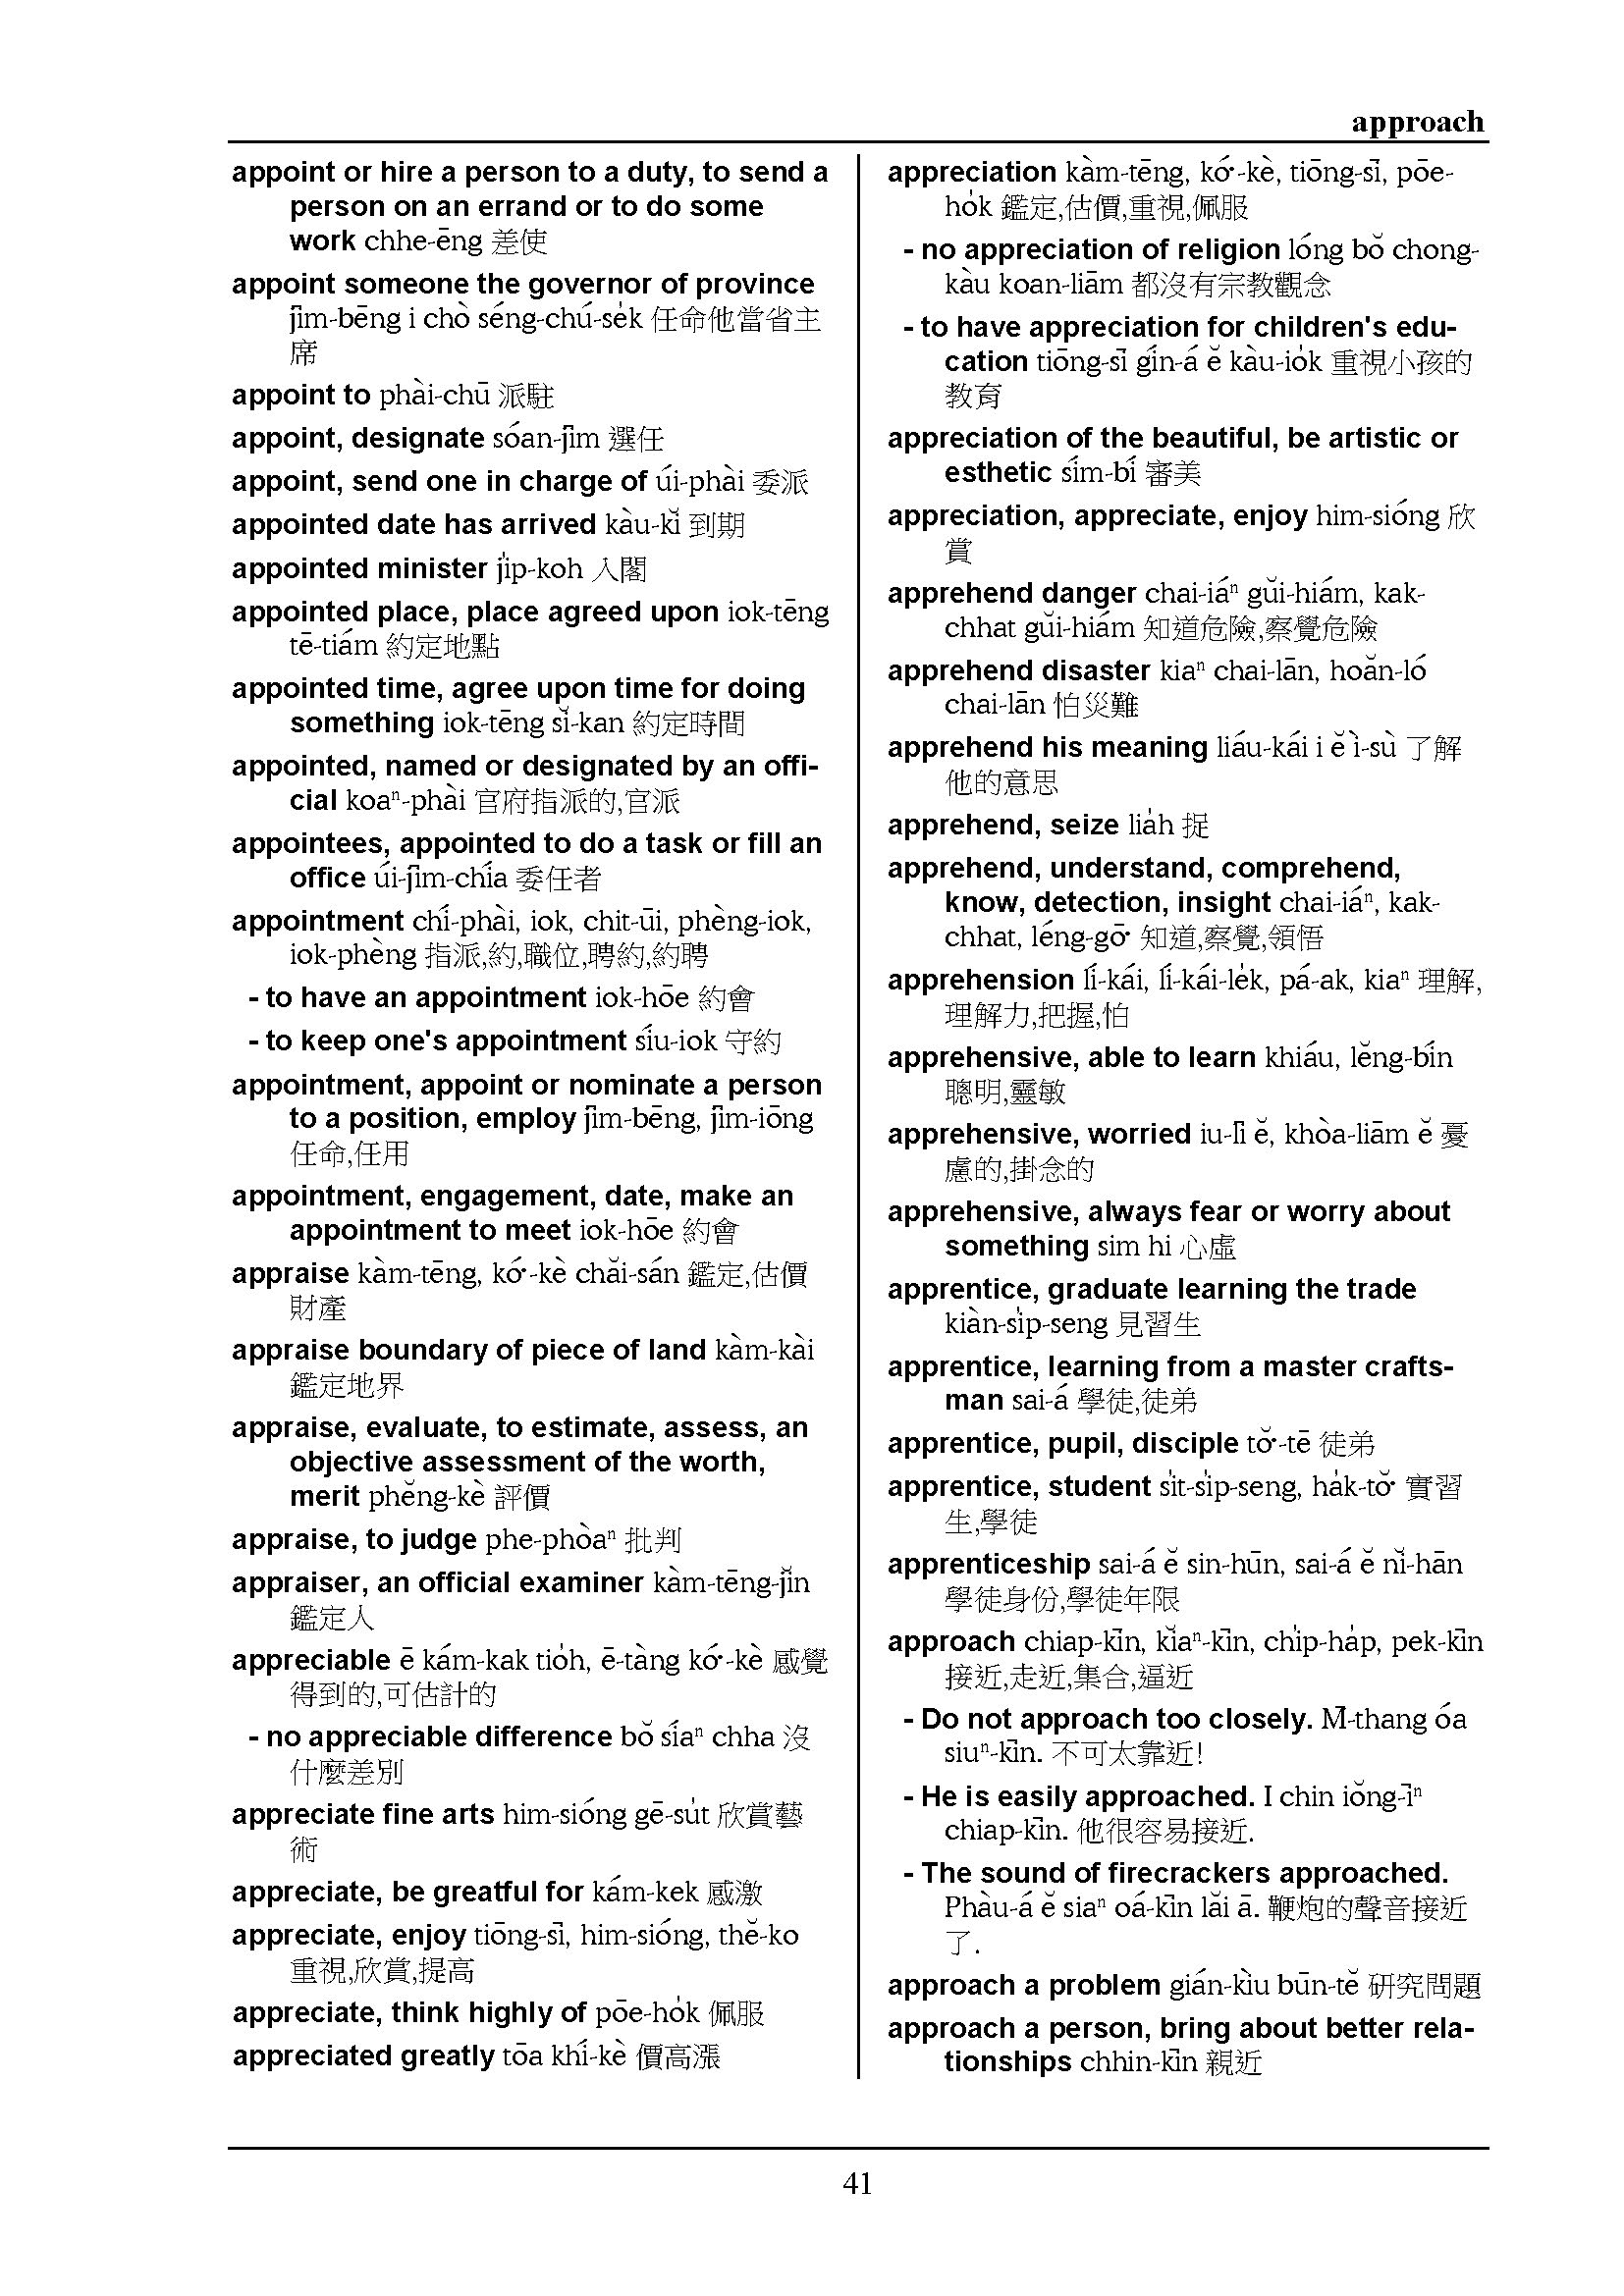 approach
appoint or hire a person to a duty, to send a
person on an errand or to do some
work chhe-ēng 差使
appoint someone the governor of province
jīm-bēng i chò séng-chú-se̍k 任命他當省主
席
appoint to phài-chū 派駐
appoint, designate sóan-jīm 選任
appoint, send one in charge of úi-phài 委派
appointed date has arrived kàu-kĭ 到期
appointed minister ji̍p-koh 入閣
appointed place, place agreed upon iok-tēng
tē-tiám 約定地點
appointed time, agree upon time for doing
something iok-tēng sĭ-kan 約定時間
appointed, named or designated by an offi-
cial koaⁿ-phài 官府指派的,官派
appointees, appointed to do a task or fill an
office úi-jīm-chía 委任者
appointment chí-phài, iok, chit-ūi, phèng-iok,
iok-phèng 指派,約,職位,聘約,約聘
- to have an appointment iok-hōe 約會
- to keep one's appointment síu-iok 守約
appointment, appoint or nominate a person
to a position, employ jīm-bēng, jīm-iōng
任命,任用
appointment, engagement, date, make an
appointment to meet iok-hōe 約會
appraise kàm-tēng, kó͘-kè chăi-sán 鑑定,估價
財產
appraise boundary of piece of land kàm-kài
鑑定地界
appraise, evaluate, to estimate, assess, an
objective assessment of the worth,
merit phĕng-kè 評價
appraise, to judge phe-phòaⁿ 批判
appraiser, an official examiner kàm-tēng-jĭn
鑑定人
appreciable ē kám-kak tio̍h, ē-tàng kó͘-kè 感覺
得到的,可估計的
- no appreciable difference bŏ síaⁿ chha 沒
什麼差別
appreciate fine arts him-sióng gē-su̍t 欣賞藝
術
appreciate, be greatful for kám-kek 感激
appreciate, enjoy tiōng-sī, him-sióng, thĕ-ko
重視,欣賞,提高
appreciate, think highly of pōe-ho̍k 佩服
appreciated greatly tōa khí-kè 價高漲
appreciation kàm-tēng, kó͘-kè, tiōng-sī, pōe-
ho̍k 鑑定,估價,重視,佩服
- no appreciation of religion lóng bŏ chong-
kàu koan-liām 都沒有宗教觀念
- to have appreciation for children's edu-
cation tiōng-sī gín-á ĕ kàu-io̍k 重視小孩的
教育
appreciation of the beautiful, be artistic or
esthetic sím-bí 審美
appreciation, appreciate, enjoy him-sióng 欣
賞
apprehend danger chai-iáⁿ gŭi-hiám, kak-
chhat gŭi-hiám 知道危險,察覺危險
apprehend disaster kiaⁿ chai-lān, hoăn-ló
chai-lān 怕災難
apprehend his meaning liáu-kái i ĕ ì-sù 了解
他的意思
apprehend, seize lia̍h 捉
apprehend, understand, comprehend,
know, detection, insight chai-iáⁿ, kak-
chhat, léng-gō͘ 知道,察覺,領悟
apprehension lí-kái, lí-kái-le̍k, pá-ak, kiaⁿ 理解,
理解力,把握,怕
apprehensive, able to learn khiáu, lĕng-bín
聰明,靈敏
apprehensive, worried iu-lī ĕ, khòa-liām ĕ 憂
慮的,掛念的
apprehensive, always fear or worry about
something sim hi 心虛
apprentice, graduate learning the trade
kiàn-si̍p-seng 見習生
apprentice, learning from a master crafts-
man sai-á 學徒,徒弟
apprentice, pupil, disciple tŏ͘-tē 徒弟
apprentice, student si̍t-si̍p-seng, ha̍k-tŏ͘ 實習
生,學徒
apprenticeship sai-á ĕ sin-hūn, sai-á ĕ nĭ-hān
學徒身份,學徒年限
approach chiap-kīn, kĭaⁿ-kīn, chi̍p-ha̍p, pek-kīn
接近,走近,集合,逼近
- Do not approach too closely. M̄-thang óa
siuⁿ-kīn. 不可太靠近!
- He is easily approached. I chin iŏng-īⁿ
chiap-kīn. 他很容易接近.
- The sound of firecrackers approached.
Phàu-á ĕ siaⁿ oá-kīn lăi ā. 鞭炮的聲音接近
了.
approach a problem gián-kìu būn-tĕ 研究問題
approach a person, bring about better rela-
tionships chhin-kīn 親近
41